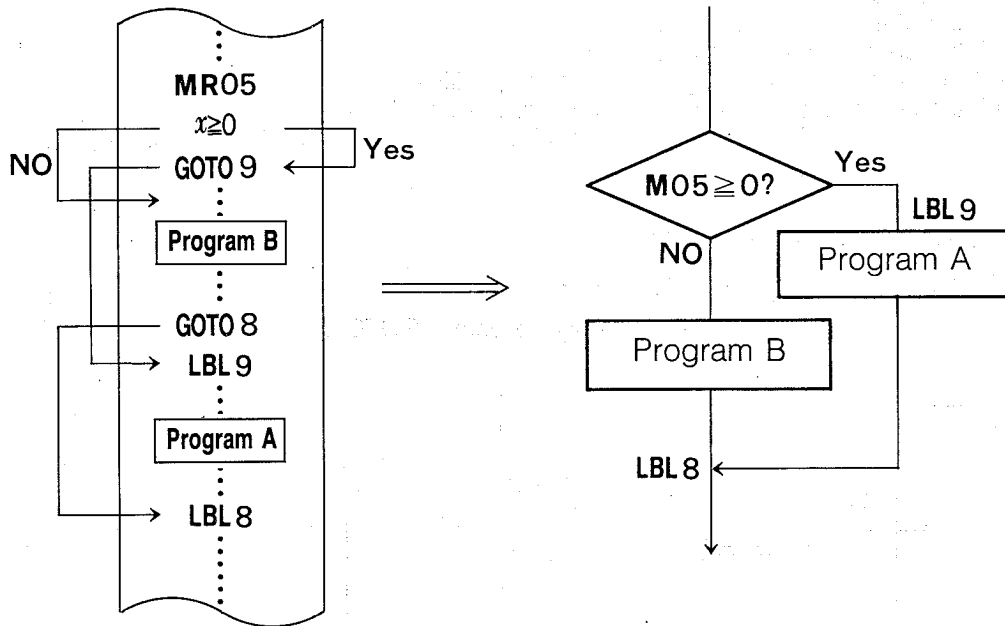 MR05
x≧0
NO
Yes
GOTO 9
Program B
GOTO 8
LBL 9
Program A
LBL 8
M05≧0?
Yes
LBL 9
NO
Program A
Program B
LBL 8